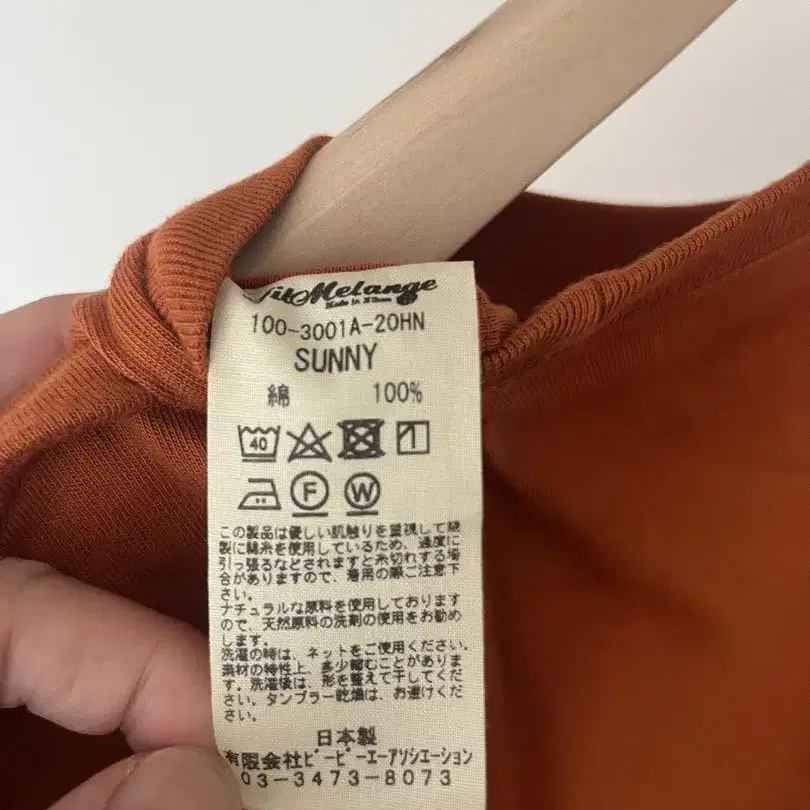 Fil Melange
Made in Nihon
100-3001A-20HN
SUNNY
綿 100%
40
F W
この製品は優しい肌触りを重視して縫
製に綿糸を使用しているため、過度に
引っ張るなどされますと糸切れする場
合がありますので、着用の際ご注意下
さい。
ナチュラルな原料を使用しております
ので、天然原料の洗剤の使用をお勧め
します。
洗濯の時は、ネットをご使用ください。
素材の特性上、多少縮むことがありま
す。洗濯後は、形を整えて干してくだ
さい。タンブラー乾燥は、お避けくだ
さい。
日本製
有限会社ビーピーエーアソシエーション
03-3473-8073